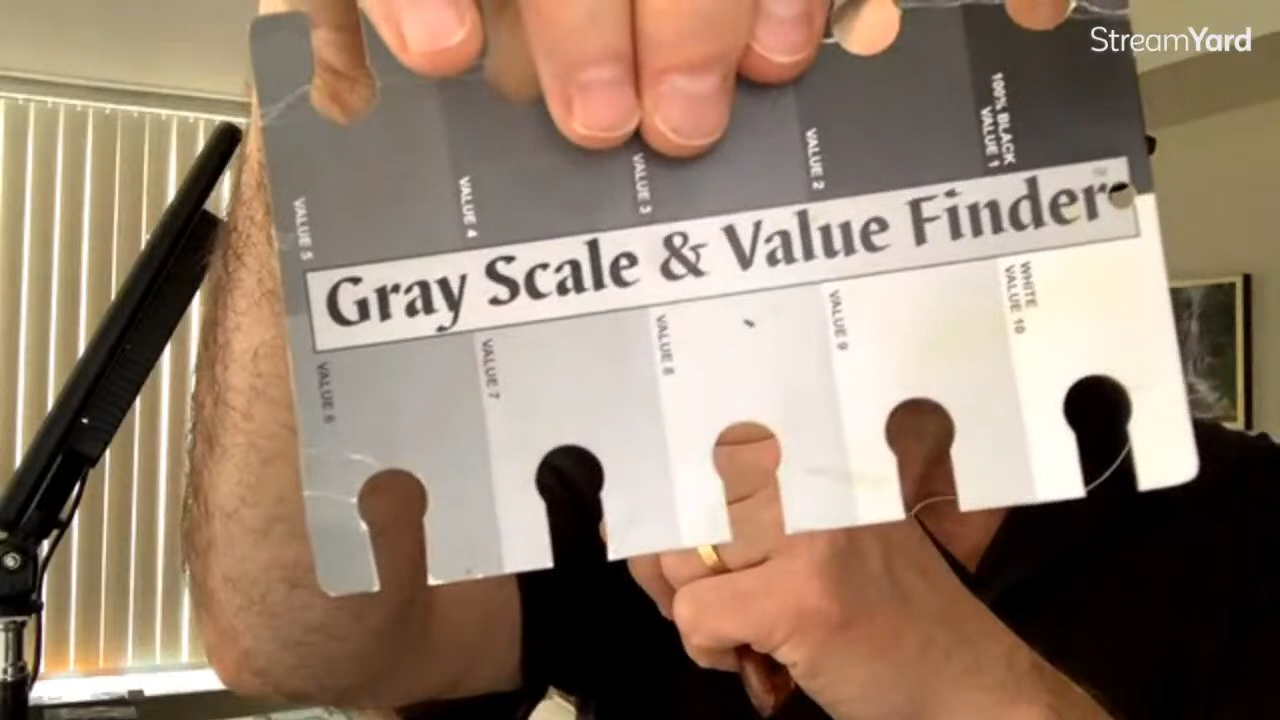 StreamYard
100% BLACK
VALUE 1
VALUE 2
VALUE 3
VALUE 4
VALUE 5
Gray Scale & Value Finder
VALUE 6
VALUE 7
VALUE 8
VALUE 9
WHITE
VALUE 10